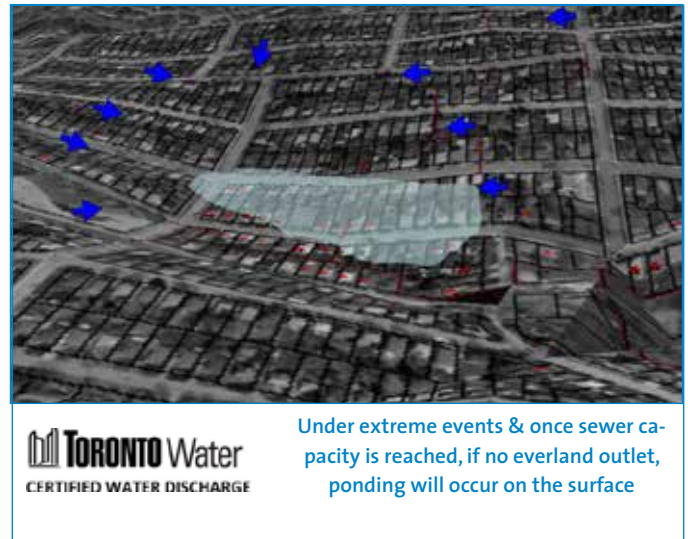 TORONTO Water
CERTIFIED WATER DISCHARGE
Under extreme events & once sewer ca-
pacity is reached, if no everland outlet,
ponding will occur on the surface